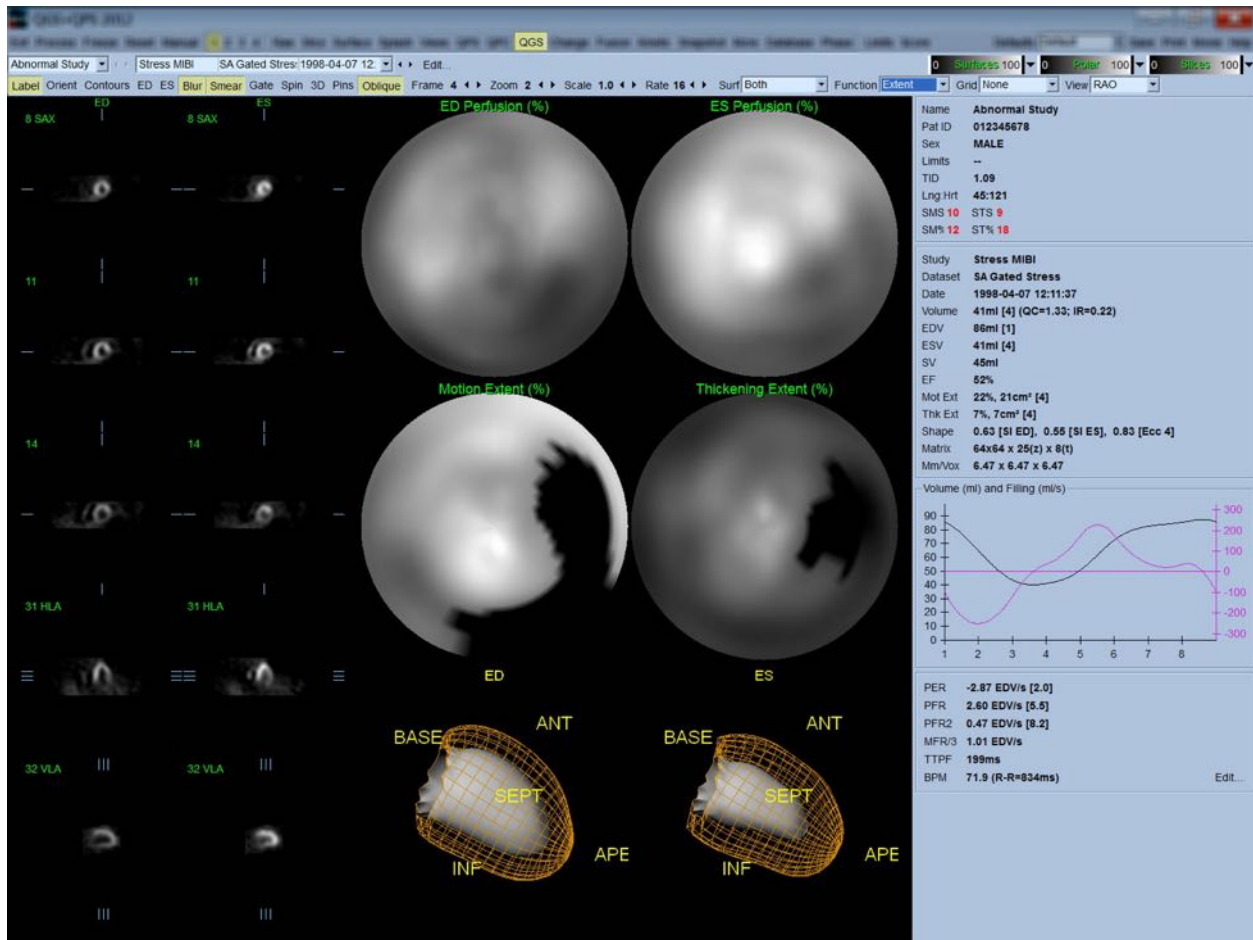 QGS
Abnormal Study Stress MIBI SA Gated Stres: 1998-04-07 12: Edit...
0 Surfaces 100 0 Polar 100 0 Slices 100
Label Orient Contours ED ES Blur Smear Gate Spin 3D Pins Oblique Frame 4 Zoom 2 Scale 1.0 Rate 16 Surf Both Function Extent Grid None View RAO
ED ES
8 SAX 8 SAX
11 11
14 14
31 HLA 31 HLA
32 VLA 32 VLA
ED Perfusion (%) ES Perfusion (%)
Motion Extent (%) Thickening Extent (%)
ED ES
BASE ANT BASE ANT
SEPT SEPT
INF APE INF APE
Name Abnormal Study
Pat ID 012345678
Sex MALE
Limits --
TID 1.09
Lng:Hrt 45:121
SMS 10 STS 9
SM% 12 ST% 18
Study Stress MIBI
Dataset SA Gated Stress
Date 1998-04-07 12:11:37
Volume 41ml [4] (QC=1.33; IR=0.22)
EDV 86ml [1]
ESV 41ml [4]
SV 45ml
EF 52%
Mot Ext 22%, 21cm² [4]
Thk Ext 7%, 7cm² [4]
Shape 0.63 [SI ED], 0.55 [SI ES], 0.83 [Ecc 4]
Matrix 64x64 x 25(z) x 8(t)
Mm/Vox 6.47 x 6.47 x 6.47
Volume (ml) and Filling (ml/s)
90
80
70
60
50
40
30
20
10
0
300
200
100
0
-100
-200
-300
1 2 3 4 5 6 7 8
PER -2.87 EDV/s [2.0]
PFR 2.60 EDV/s [5.5]
PFR2 0.47 EDV/s [8.2]
MFR/3 1.01 EDV/s
TTPF 199ms
BPM 71.9 (R-R=834ms) Edit...